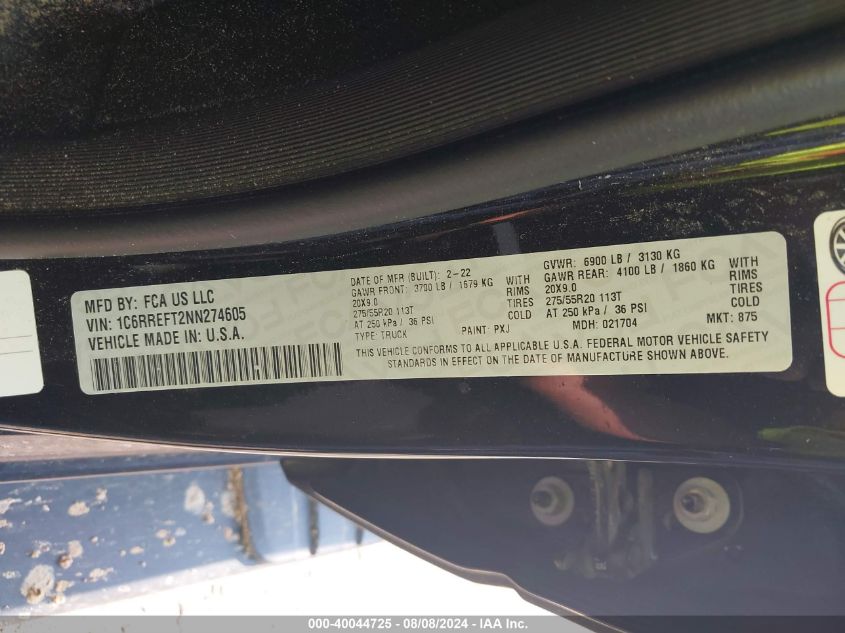 MFD BY: FCA US LLC
VIN: 1C6RREFT2NN274605
VEHICLE MADE IN: U.S.A.
DATE OF MFR (BUILT): 2-22
GAWR FRONT: 3700 LB / 1679 KG WITH
20X9.0 RIMS
275/55R20 113T TIRES
AT 250 kPa / 36 PSI COLD
TYPE: TRUCK PAINT: PXJ
GVWR: 6900 LB / 3130 KG
GAWR REAR: 4100 LB / 1860 KG WITH
20X9.0 RIMS
275/55R20 113T TIRES
AT 250 kPa / 36 PSI COLD
MDH: 021704 MKT: 875
THIS VEHICLE CONFORMS TO ALL APPLICABLE U.S.A. FEDERAL MOTOR VEHICLE SAFETY
STANDARDS IN EFFECT ON THE DATE OF MANUFACTURE SHOWN ABOVE.
000-40044725 - 08/08/2024 - IAA Inc.